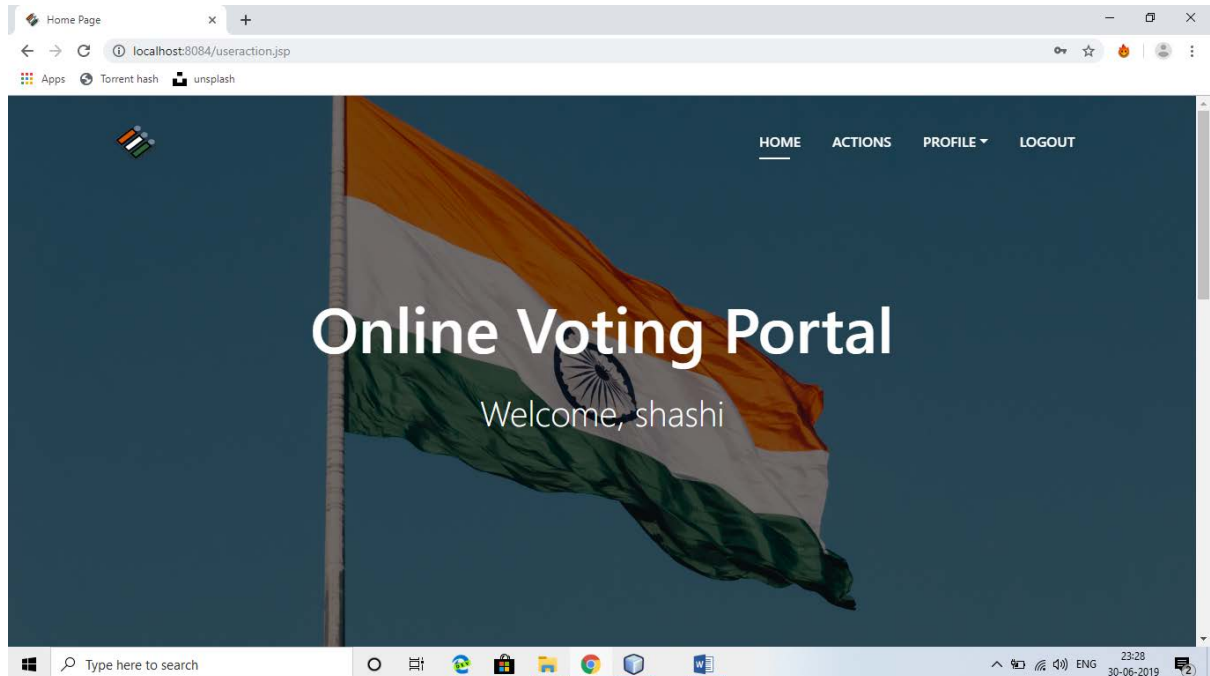 Home Page
localhost:8084/useraction.jsp
Apps Torrent hash unsplash
HOME ACTIONS PROFILE LOGOUT
Online Voting Portal
Welcome, shashi
Type here to search
ENG
23:28
30-06-2019
2